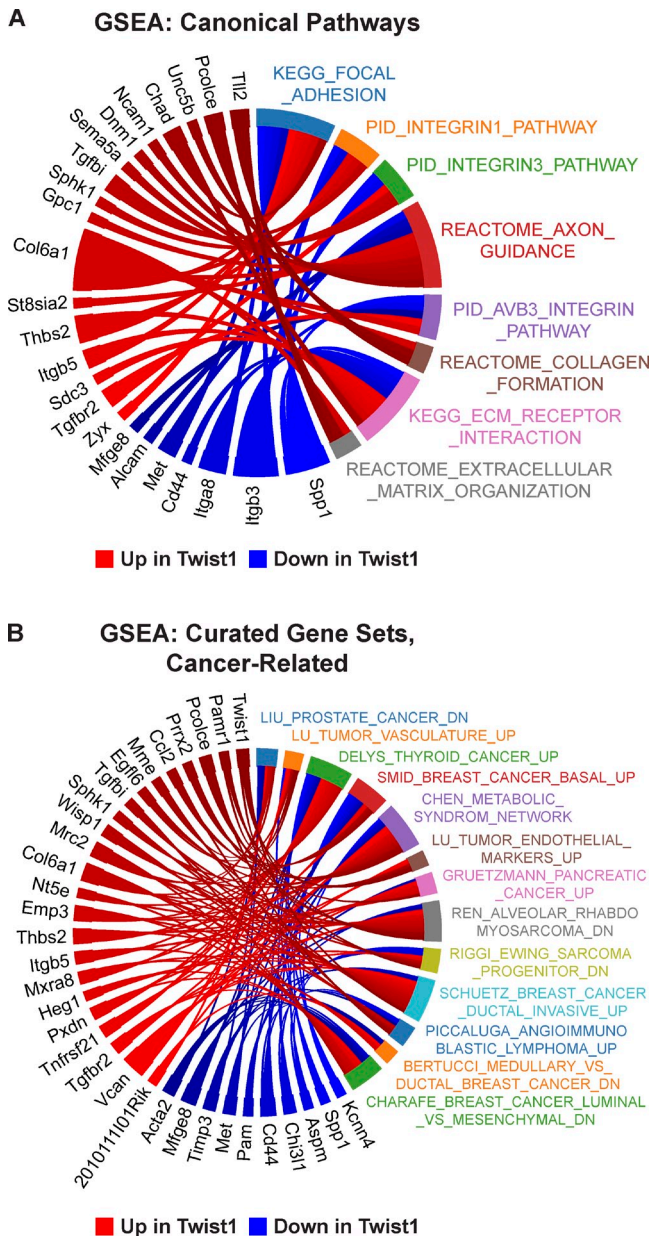 A
GSEA: Canonical Pathways
Tll2
Pcolce
Unc5b
Chad
Ncam1
Dnm1
Sema5a
Tgfbi
Sphk1
Gpc1
Col6a1
St8sia2
Thbs2
Itgb5
Sdc3
Tgfbr2
Zyx
Mfge8
Alcam
Met
Cd44
Itga8
Itgb3
Spp1
KEGG_FOCAL
_ADHESION
PID_INTEGRIN1_PATHWAY
PID_INTEGRIN3_PATHWAY
REACTOME_AXON_
GUIDANCE
PID_AVB3_INTEGRIN
_PATHWAY
REACTOME_COLLAGEN
_FORMATION
KEGG_ECM_RECEPTOR
_INTERACTION
REACTOME_EXTRACELLULAR
_MATRIX_ORGANIZATION
Up in Twist1 Down in Twist1
B
GSEA: Curated Gene Sets,
Cancer-Related
Twist1
Pamr1
Pcolce
Prrx2
Ccl2
Mme
Egfl6
Tgfbi
Sphk1
Wisp1
Mrc2
Col6a1
Nt5e
Emp3
Thbs2
Itgb5
Mxra8
Heg1
Pxdn
Tnfrsf21
Tgfbr2
Vcan
2010111I01Rik
Acta2
Mfge8
Timp3
Met
Pam
Cd44
Chi3l1
Aspm
Spp1
Kcnn4
LIU_PROSTATE_CANCER_DN
LU_TUMOR_VASCULATURE_UP
DELYS_THYROID_CANCER_UP
SMID_BREAST_CANCER_BASAL_UP
CHEN_METABOLIC_
SYNDROM_NETWORK
LU_TUMOR_ENDOTHELIAL_
MARKERS_UP
GRUETZMANN_PANCREATIC
_CANCER_UP
REN_ALVEOLAR_RHABDO
MYOSARCOMA_DN
RIGGI_EWING_SARCOMA
_PROGENITOR_DN
SCHUETZ_BREAST_CANCER
_DUCTAL_INVASIVE_UP
PICCALUGA_ANGIOIMMUNO
BLASTIC_LYMPHOMA_UP
BERTUCCI_MEDULLARY_VS_
DUCTAL_BREAST_CANCER_DN
CHARAFE_BREAST_CANCER_LUMINAL
_VS_MESENCHYMAL_DN
Up in Twist1 Down in Twist1